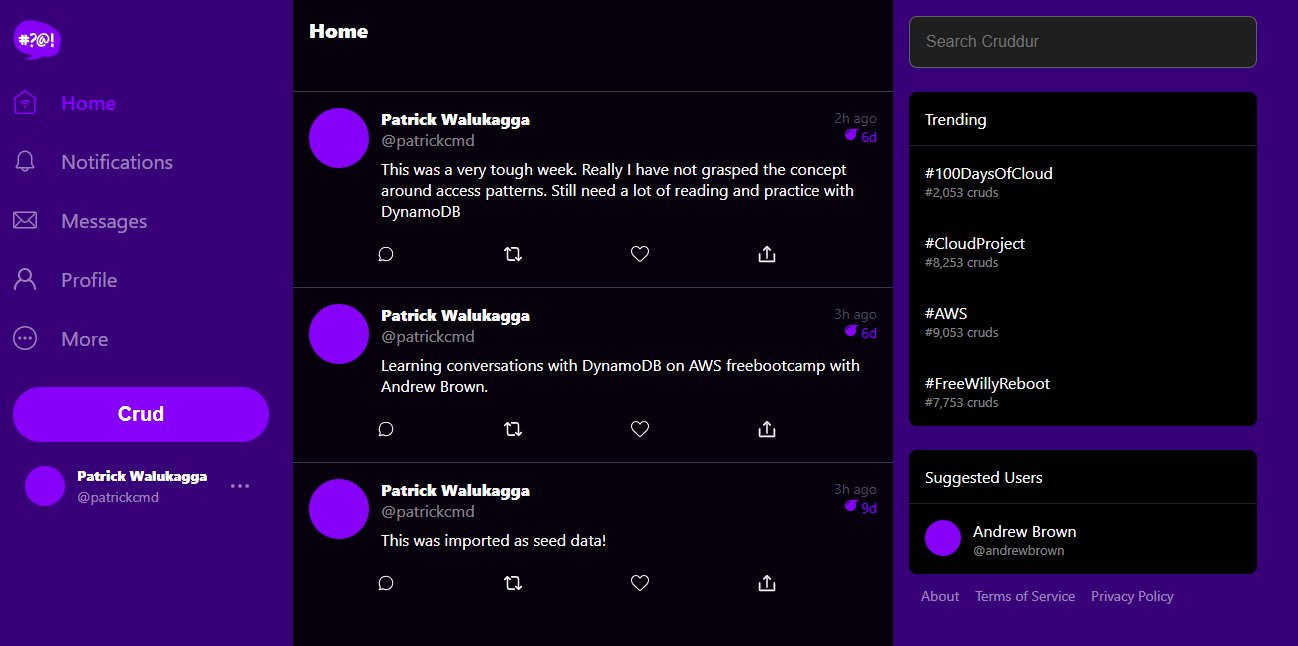 #?@!
Home
Notifications
Messages
Profile
More
Crud
Patrick Walukagga
@patrickcmd
Home
Patrick Walukagga
2h ago
@patrickcmd
6d
This was a very tough week. Really I have not grasped the concept
around access patterns. Still need a lot of reading and practice with
DynamoDB
Patrick Walukagga
3h ago
@patrickcmd
6d
Learning conversations with DynamoDB on AWS freebootcamp with
Andrew Brown.
Patrick Walukagga
3h ago
@patrickcmd
9d
This was imported as seed data!
Search Cruddur
Trending
#100DaysOfCloud
#2,053 cruds
#CloudProject
#8,253 cruds
#AWS
#9,053 cruds
#FreeWillyReboot
#7,753 cruds
Suggested Users
Andrew Brown
@andrewbrown
About Terms of Service Privacy Policy